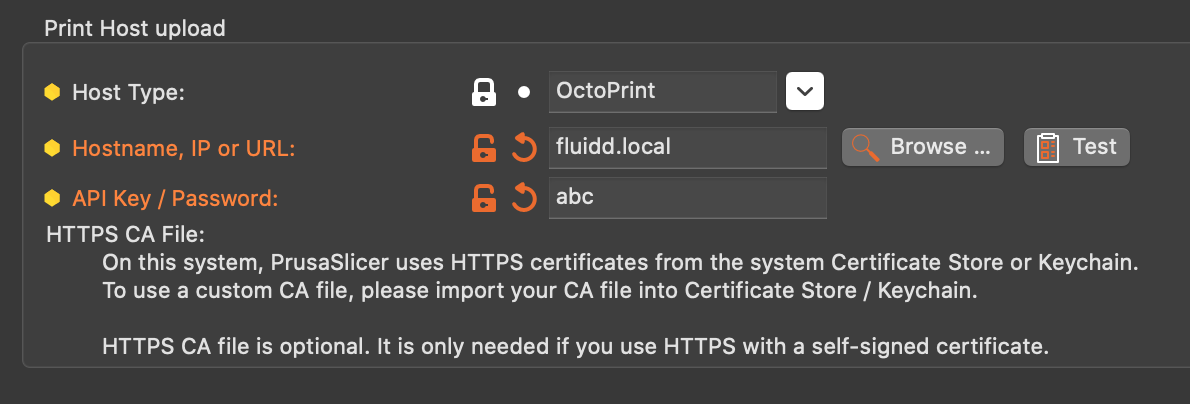 Print Host upload
Host Type: OctoPrint
Hostname, IP or URL: fluidd.local Browse ... Test
API Key / Password: abc
HTTPS CA File:
On this system, PrusaSlicer uses HTTPS certificates from the system Certificate Store or Keychain.
To use a custom CA file, please import your CA file into Certificate Store / Keychain.
HTTPS CA file is optional. It is only needed if you use HTTPS with a self-signed certificate.